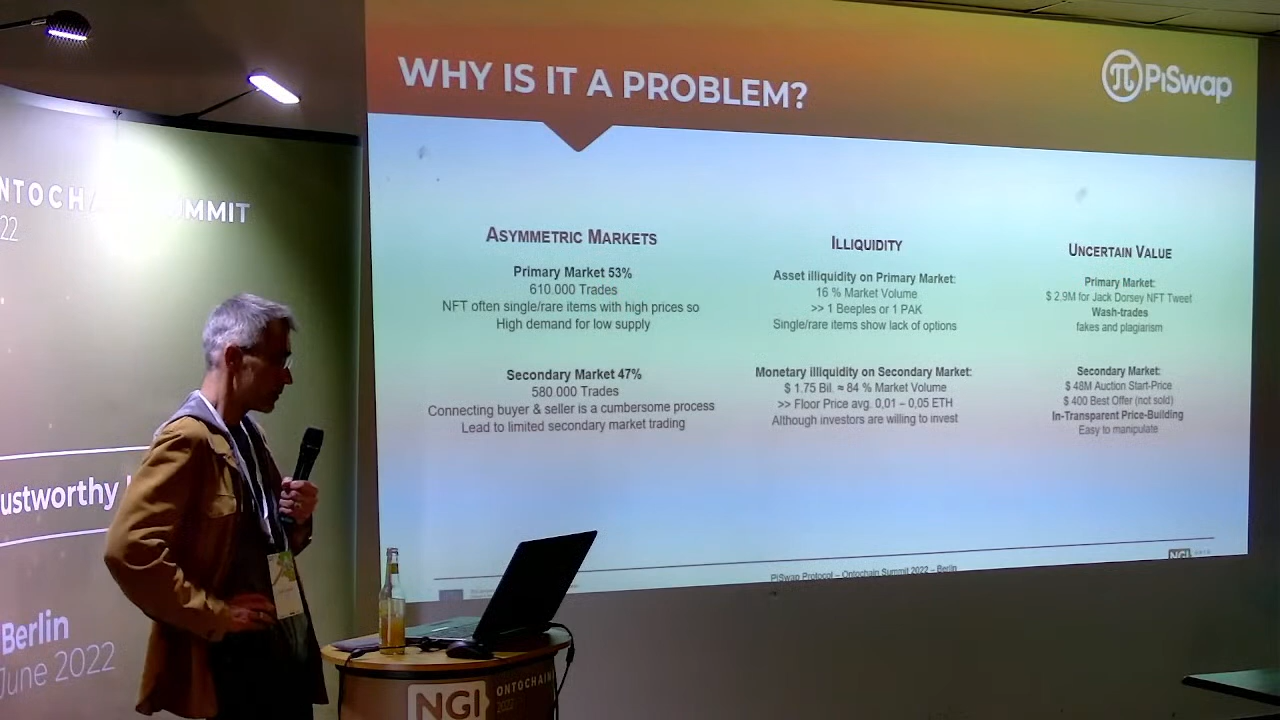 WHY IS IT A PROBLEM?
π PiSwap
ASYMMETRIC MARKETS
Primary Market 53%
610.000 Trades
NFT often single/rare items with high prices so
High demand for low supply
Secondary Market 47%
580.000 Trades
Connecting buyer & seller is a cumbersome process
Lead to limited secondary market trading
ILLIQUIDITY
Asset illiquidity on Primary Market:
16 % Market Volume
>> 1 Beeples or 1 PAK
Single/rare items show lack of options
Monetary illiquidity on Secondary Market:
$ 1.75 Bil. ≈ 84 % Market Volume
>> Floor Price avg. 0,01 – 0,05 ETH
Although investors are willing to invest
UNCERTAIN VALUE
Primary Market:
$ 2,9M for Jack Dorsey NFT Tweet
Wash-trades
fakes and plagiarism
Secondary Market:
$ 48M Auction Start-Price
$ 400 Best Offer (not sold)
In-Transparent Price-Building
Easy to manipulate
PiSwap Protocol – Ontochain Summit 2022 – Berlin
NGI
NTOCHA UMMIT
22
ustworthy
Berlin
June 2022
NGI
ONTOCHAIN
2022